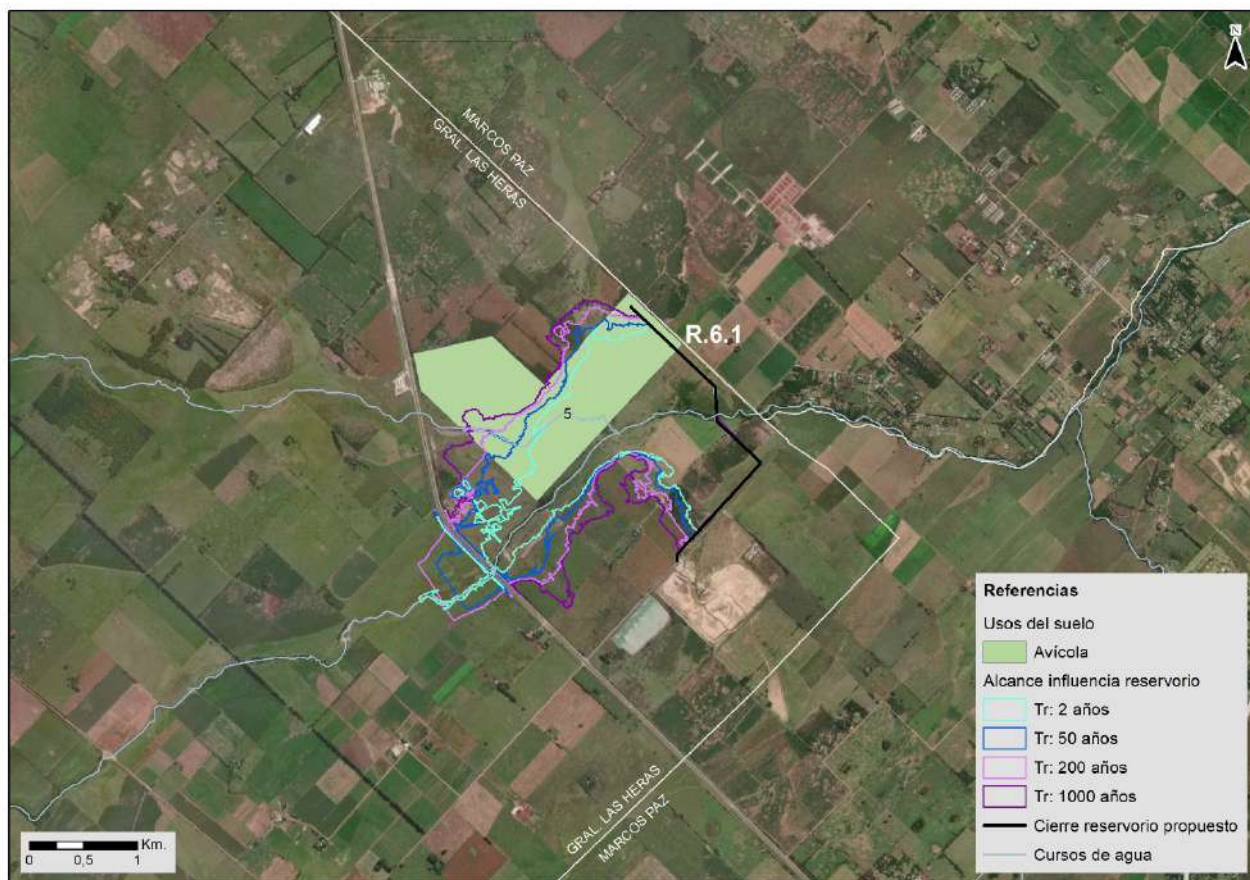 N
MARCOS PAZ
GRAL. LAS HERAS
R.6.1
5
GRAL. LAS HERAS
MARCOS PAZ
Referencias
Usos del suelo
Avícola
Alcance influencia reservorio
Tr: 2 años
Tr: 50 años
Tr: 200 años
Tr: 1000 años
Cierre reservorio propuesto
Cursos de agua
Km.
0 0,5 1